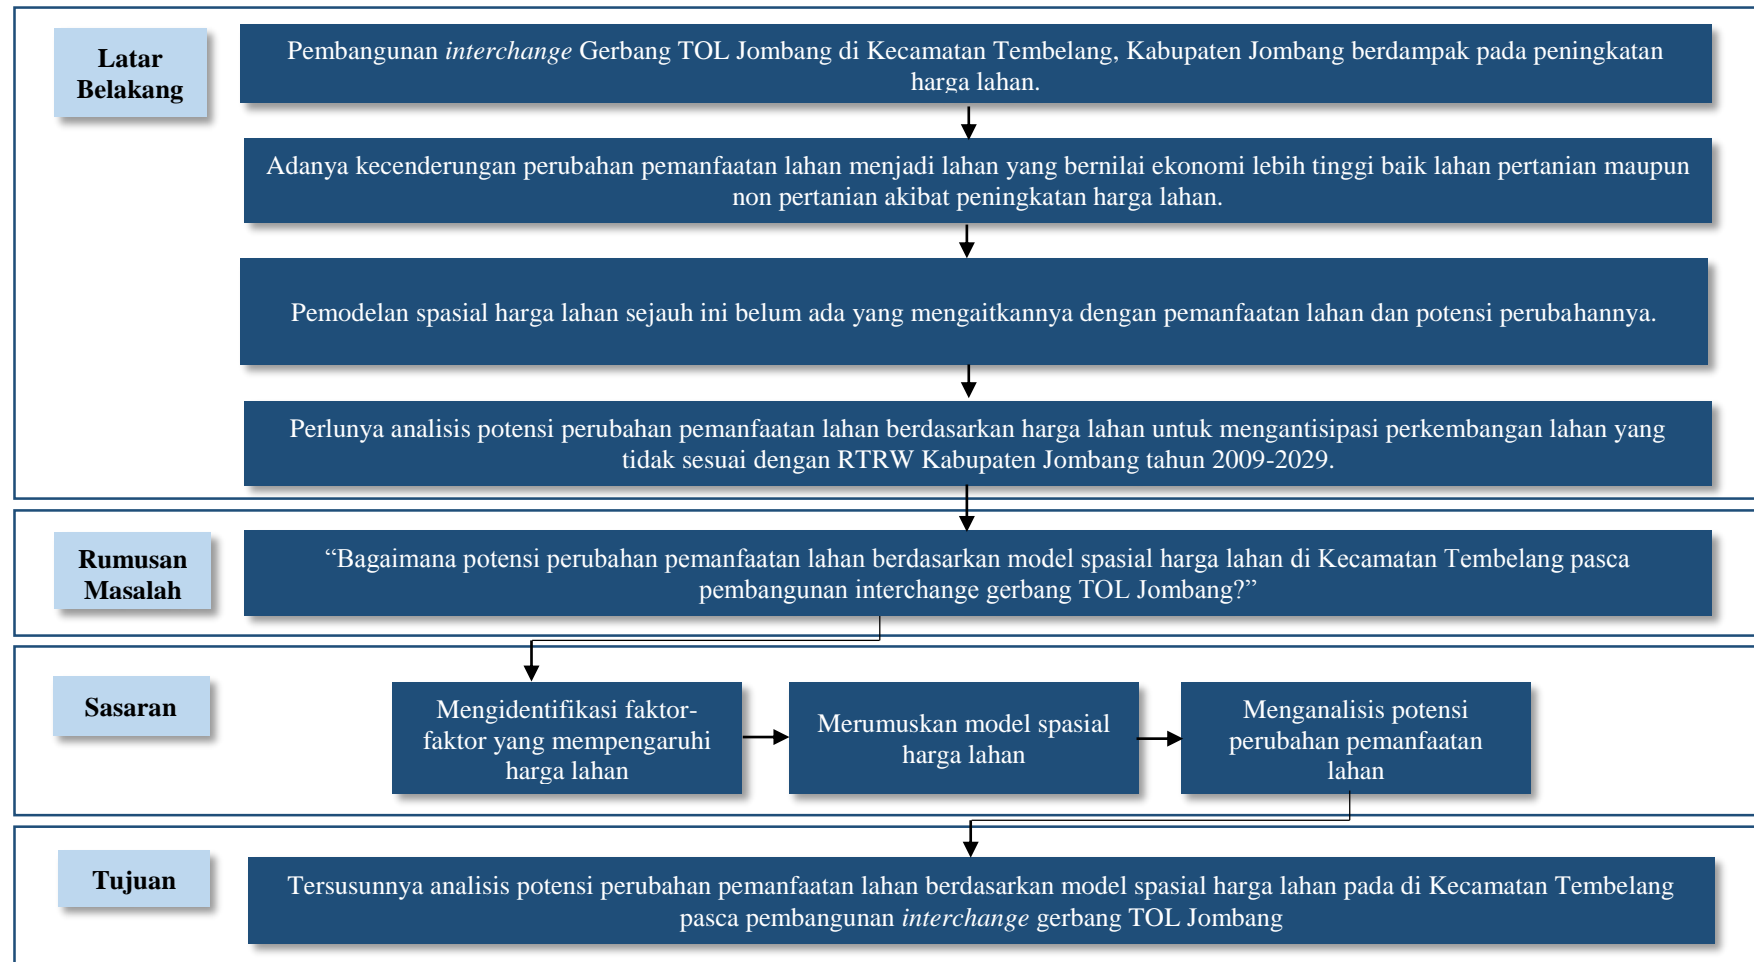 Latar
Belakang
Pembangunan interchange Gerbang TOL Jombang di Kecamatan Tembelang, Kabupaten Jombang berdampak pada peningkatan
harga lahan.
Adanya kecenderungan perubahan pemanfaatan lahan menjadi lahan yang bernilai ekonomi lebih tinggi baik lahan pertanian maupun
non pertanian akibat peningkatan harga lahan.
Pemodelan spasial harga lahan sejauh ini belum ada yang mengaitkannya dengan pemanfaatan lahan dan potensi perubahannya.
Perlunya analisis potensi perubahan pemanfaatan lahan berdasarkan harga lahan untuk mengantisipasi perkembangan lahan yang
tidak sesuai dengan RTRW Kabupaten Jombang tahun 2009-2029.
Rumusan
Masalah
“Bagaimana potensi perubahan pemanfaatan lahan berdasarkan model spasial harga lahan di Kecamatan Tembelang pasca
pembangunan interchange gerbang TOL Jombang?”
Sasaran
Mengidentifikasi faktor-
faktor yang mempengaruhi
harga lahan
Merumuskan model spasial
harga lahan
Menganalisis potensi
perubahan pemanfaatan
lahan
Tujuan
Tersusunnya analisis potensi perubahan pemanfaatan lahan berdasarkan model spasial harga lahan pada di Kecamatan Tembelang
pasca pembangunan interchange gerbang TOL Jombang